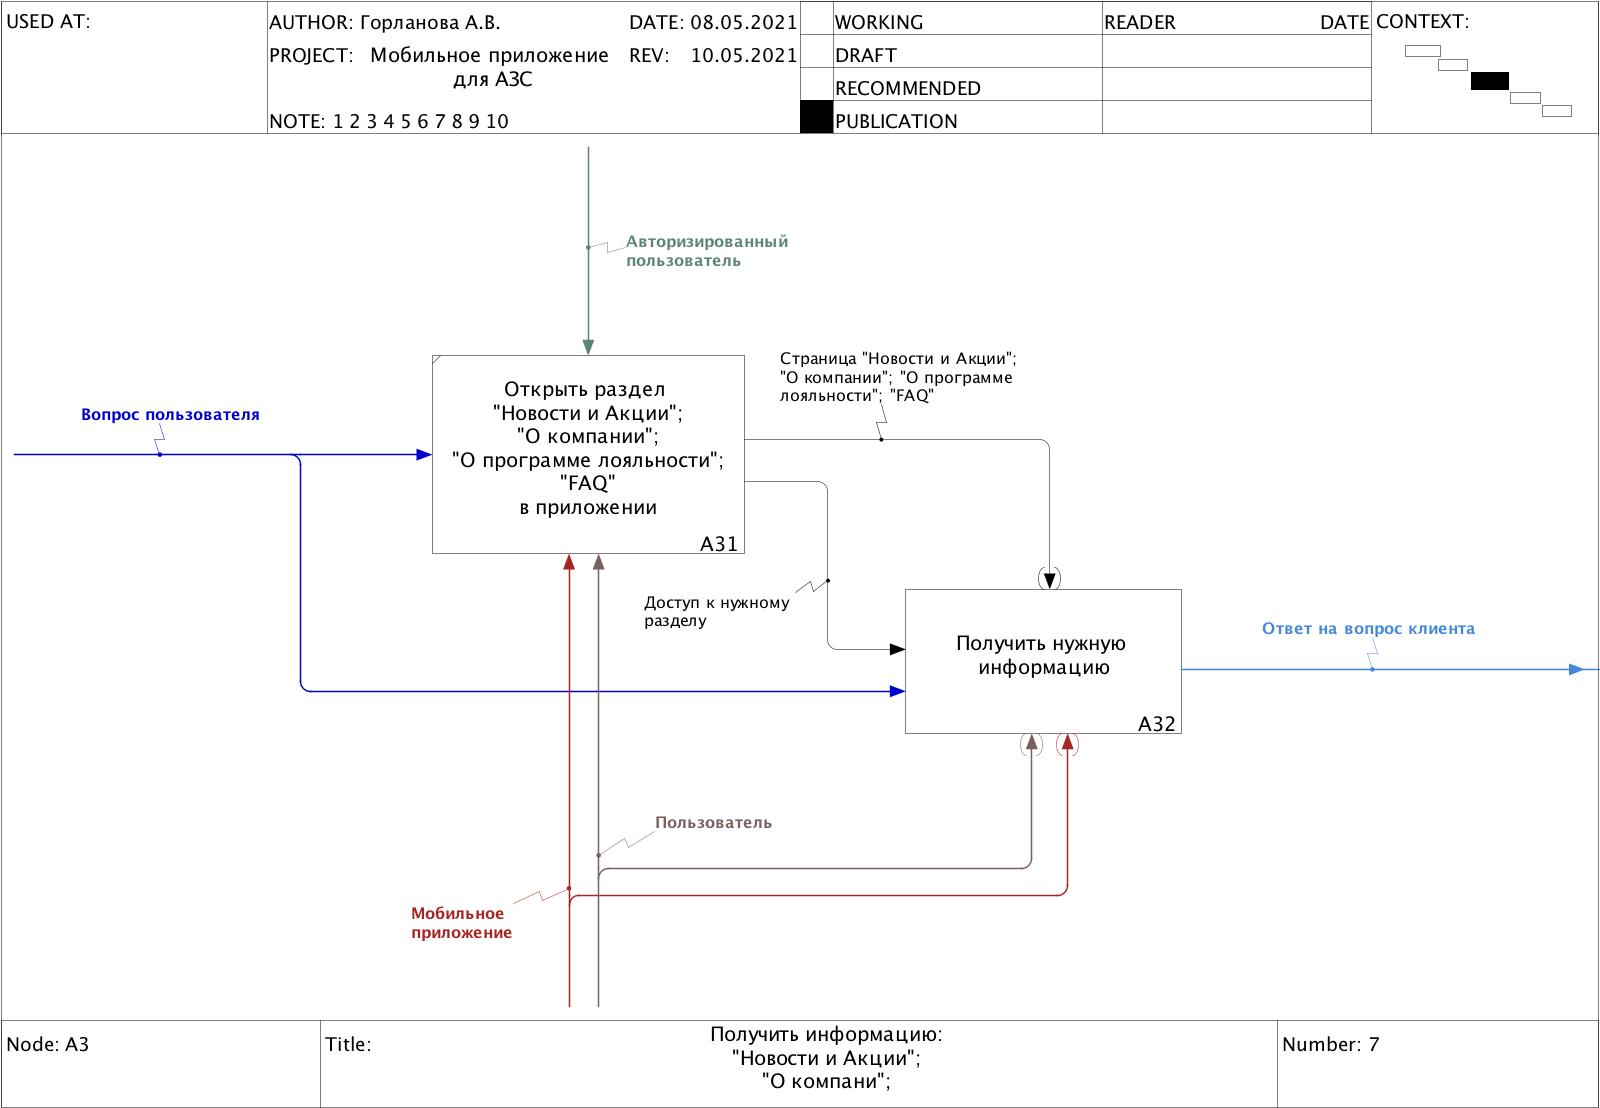 USED AT:
AUTHOR: Горланова А.В.
DATE: 08.05.2021
PROJECT: Мобильное приложение
для АЗС
REV: 10.05.2021
NOTE: 1 2 3 4 5 6 7 8 9 10
WORKING
DRAFT
RECOMMENDED
PUBLICATION
READER
DATE
CONTEXT:
Авторизированный
пользователь
Вопрос пользователя
Открыть раздел
"Новости и Акции";
"О компании";
"О программе лояльности";
"FAQ"
в приложении
A31
Страница "Новости и Акции";
"О компании"; "О программе
лояльности"; "FAQ"
Доступ к нужному
разделу
Получить нужную
информацию
A32
Ответ на вопрос клиента
Пользователь
Мобильное
приложение
Node: A3
Title:
Получить информацию:
"Новости и Акции";
"О компани";
Number: 7